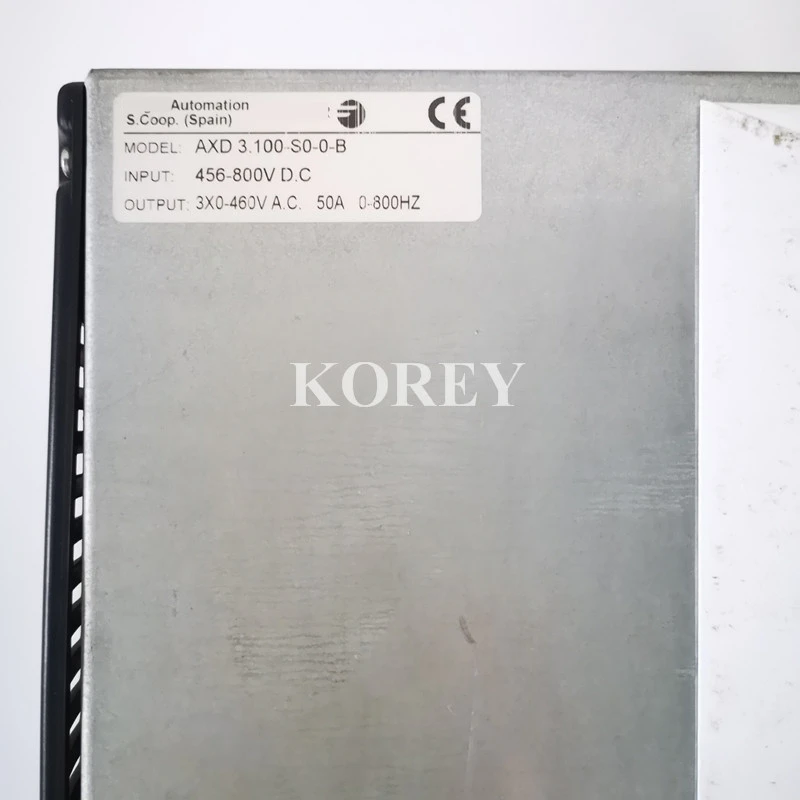 Automation
S.Coop. (Spain)
CE
MODEL: AXD 3.100-S0-0-B
INPUT: 456-800V D.C
OUTPUT: 3X0-460V A.C. 50A 0-800HZ
KOREY